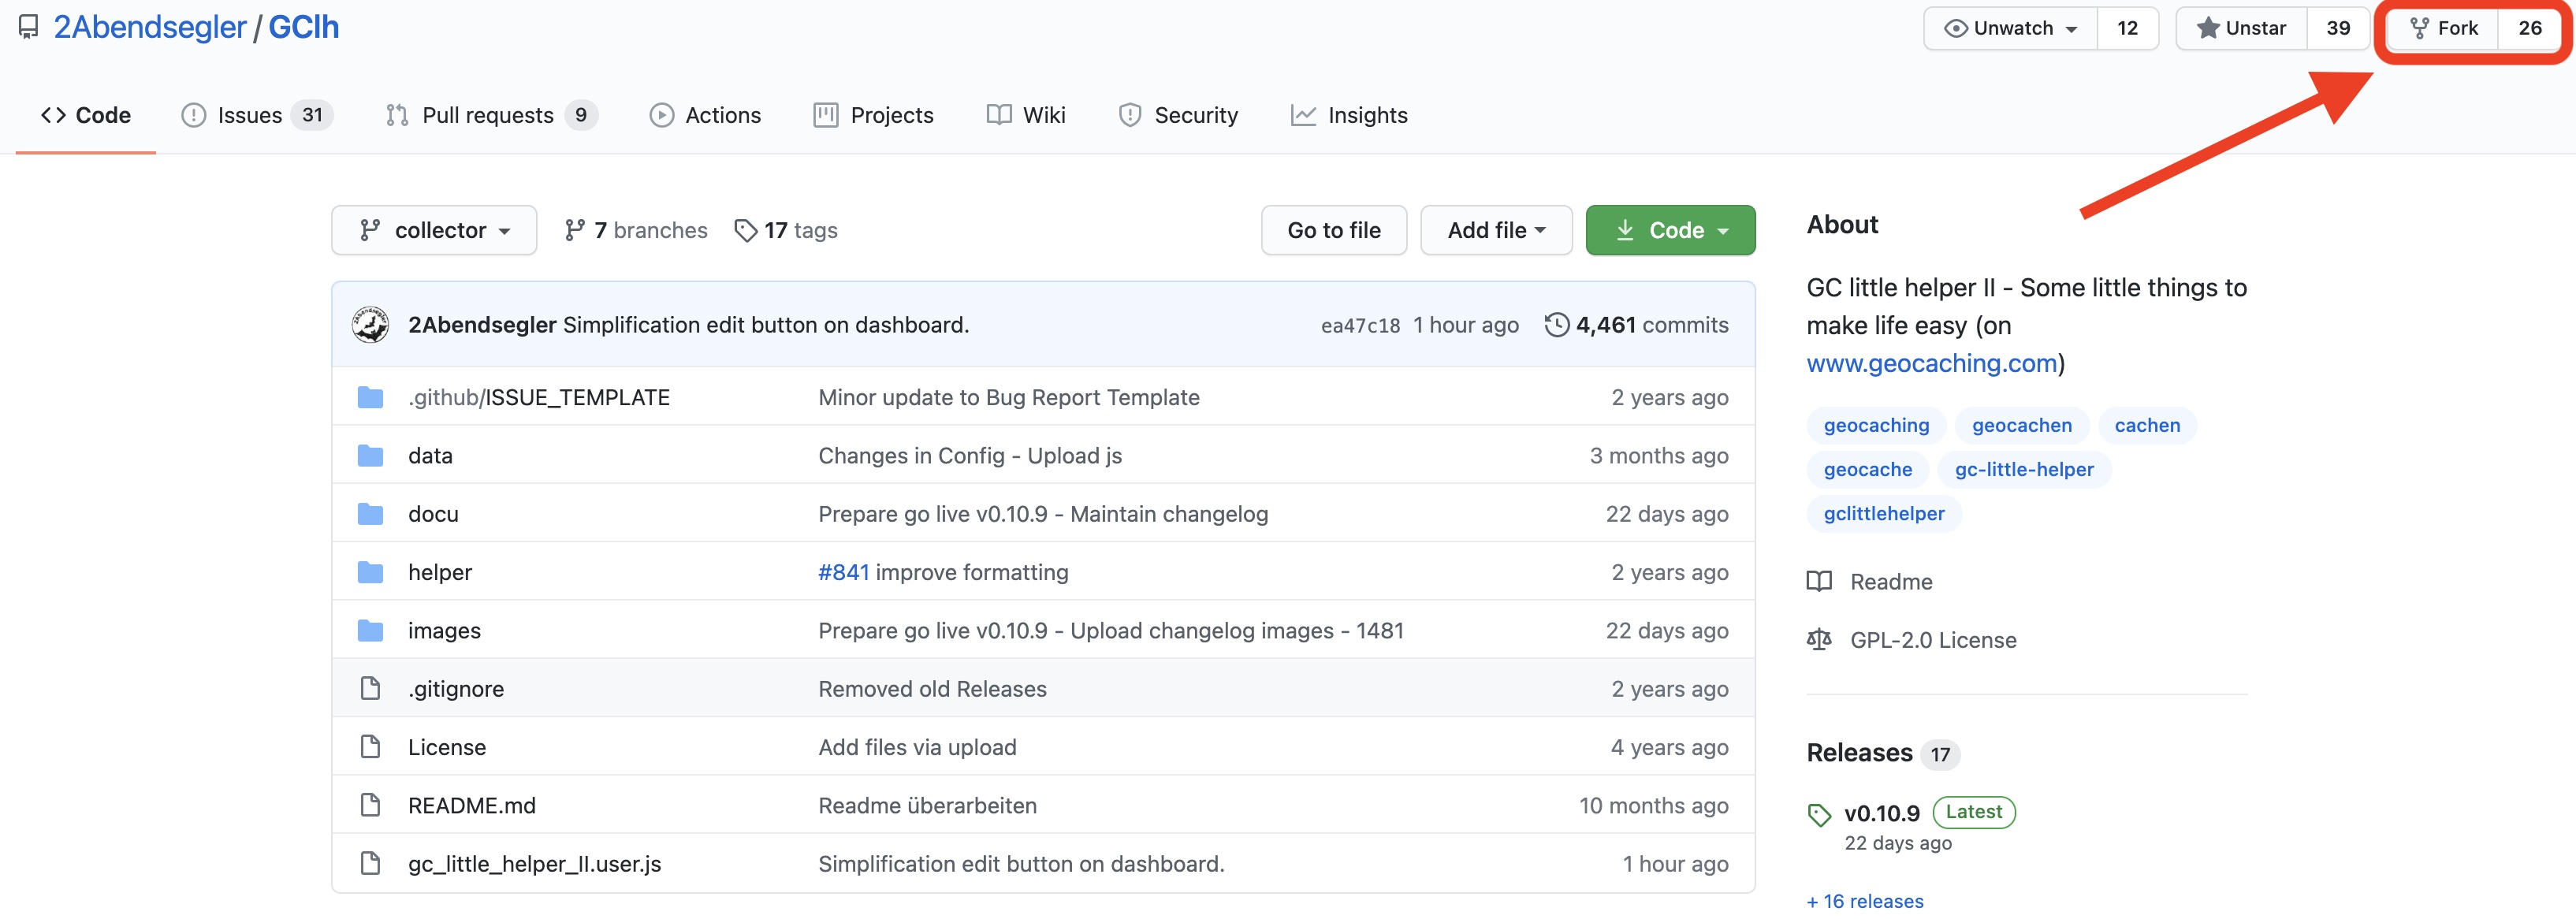 2Abendsegler / GClh
Unwatch 12 Unstar 39 Fork 26
Code Issues 31 Pull requests 9 Actions Projects Wiki Security Insights
collector 7 branches 17 tags Go to file Add file Code
2Abendsegler Simplification edit button on dashboard. ea47c18 1 hour ago 4,461 commits
.github/ISSUE_TEMPLATE Minor update to Bug Report Template 2 years ago
data Changes in Config - Upload js 3 months ago
docu Prepare go live v0.10.9 - Maintain changelog 22 days ago
helper #841 improve formatting 2 years ago
images Prepare go live v0.10.9 - Upload changelog images - 1481 22 days ago
.gitignore Removed old Releases 2 years ago
License Add files via upload 4 years ago
README.md Readme überarbeiten 10 months ago
gc_little_helper_II.user.js Simplification edit button on dashboard. 1 hour ago
About
GC little helper II - Some little things to
make life easy (on
www.geocaching.com)
geocaching geocachen cachen
geocache gc-little-helper
gclittlehelper
Readme
GPL-2.0 License
Releases 17
v0.10.9 Latest
22 days ago
+ 16 releases